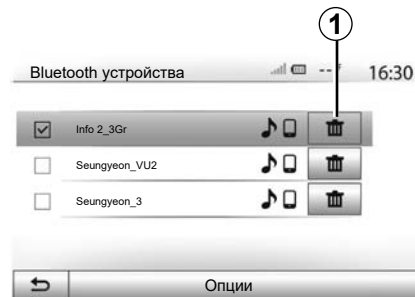 1
Bluetooth устройства --° 16:30
Info 2_3Gr
Seungyeon_VU2
Seungyeon_3
Опции